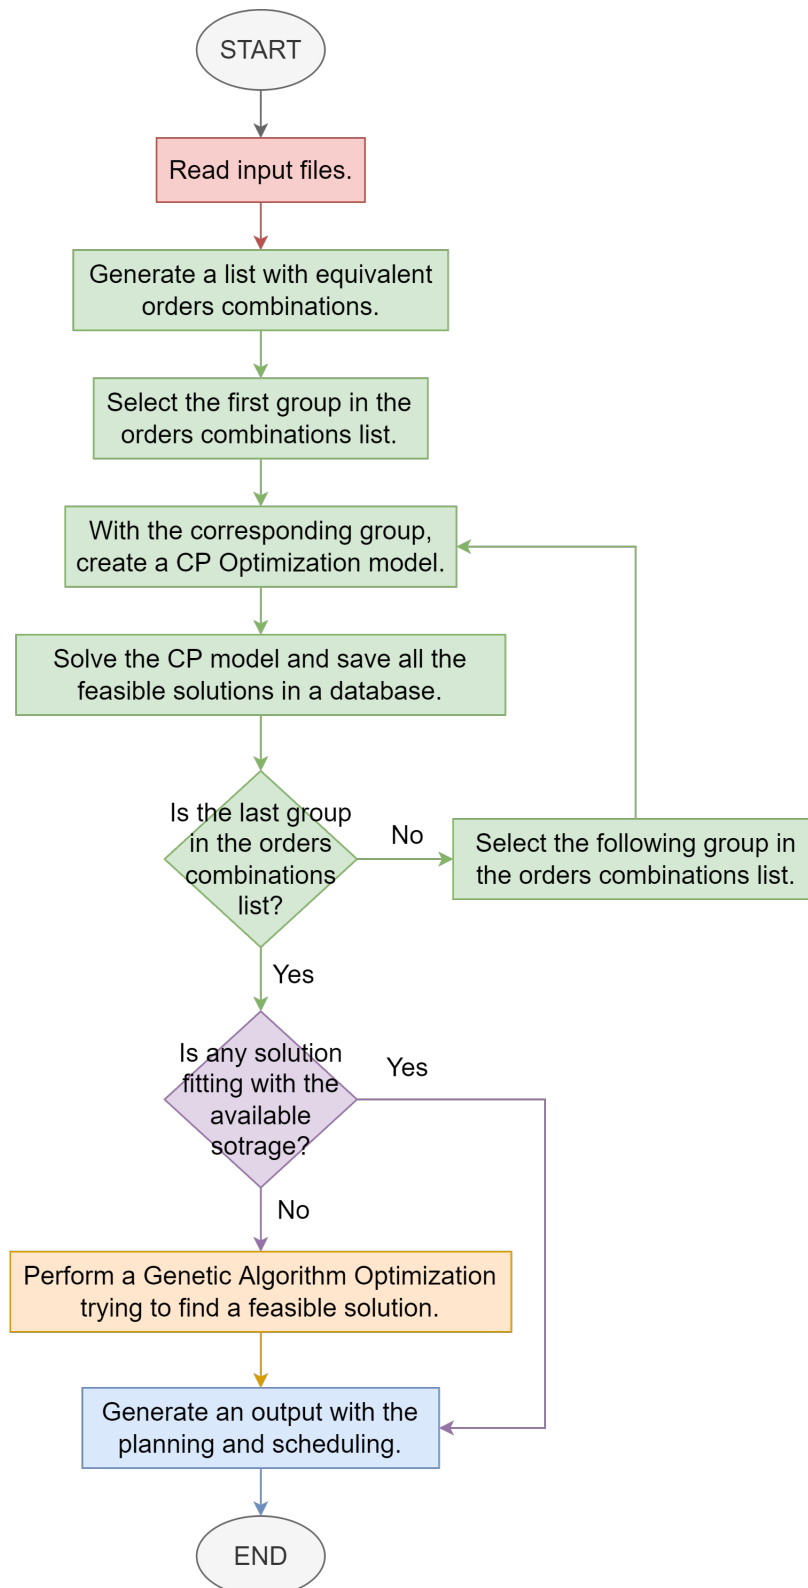 START
Read input files.
Generate a list with equivalent
orders combinations.
Select the first group in the
orders combinations list.
With the corresponding group,
create a CP Optimization model.
Solve the CP model and save all the
feasible solutions in a database.
Is the last group
in the orders
combinations
list?
No
Select the following group in
the orders combinations list.
Yes
Is any solution
fitting with the
available
sotrage?
Yes
No
Perform a Genetic Algorithm Optimization
trying to find a feasible solution.
Generate an output with the
planning and scheduling.
END